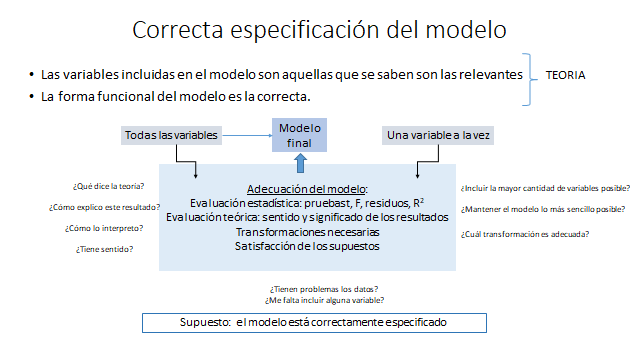 Correcta especificación del modelo
• Las variables incluidas en el modelo son aquellas que se saben son las relevantes
TEORIA
• La forma funcional del modelo es la correcta.
Todas las variables
Modelo
final
Una variable a la vez
Adecuación del modelo:
Evaluación estadística: pruebast, F, residuos, R²
Evaluación teórica: sentido y significado de los resultados
Transformaciones necesarias
Satisfacción de los supuestos
¿Qué dice la teoría?
¿Cómo explico este resultado?
¿Cómo lo interpreto?
¿Tiene sentido?
¿Incluir la mayor cantidad de variables posible?
¿Mantener el modelo lo más sencillo posible?
¿Cuál transformación es adecuada?
¿Tienen problemas los datos?
¿Me falta incluir alguna variable?
Supuesto: el modelo está correctamente especificado